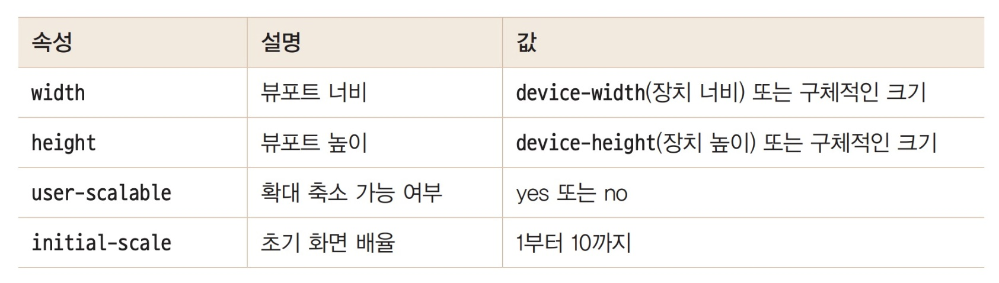 속성 설명 값
width 뷰포트 너비 device-width(장치 너비) 또는 구체적인 크기
height 뷰포트 높이 device-height(장치 높이) 또는 구체적인 크기
user-scalable 확대 축소 가능 여부 yes 또는 no
initial-scale 초기 화면 배율 1부터 10까지